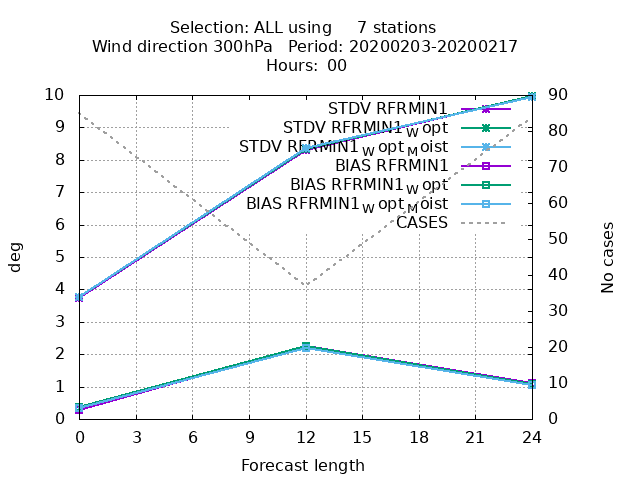 Selection: ALL using 7 stations
Wind direction 300hPa Period: 20200203-20200217
Hours: 00
10
9
8
7
6
5
4
3
2
1
0
90
80
70
60
50
40
30
20
10
0
STDV RFRMIN1
STDV RFRMIN1W opt
STDV RFRMIN1W optMoist
BIAS RFRMIN1
BIAS RFRMIN1W opt
BIAS RFRMIN1W optMoist
CASES
deg
No cases
0 3 6 9 12 15 18 21 24
Forecast length